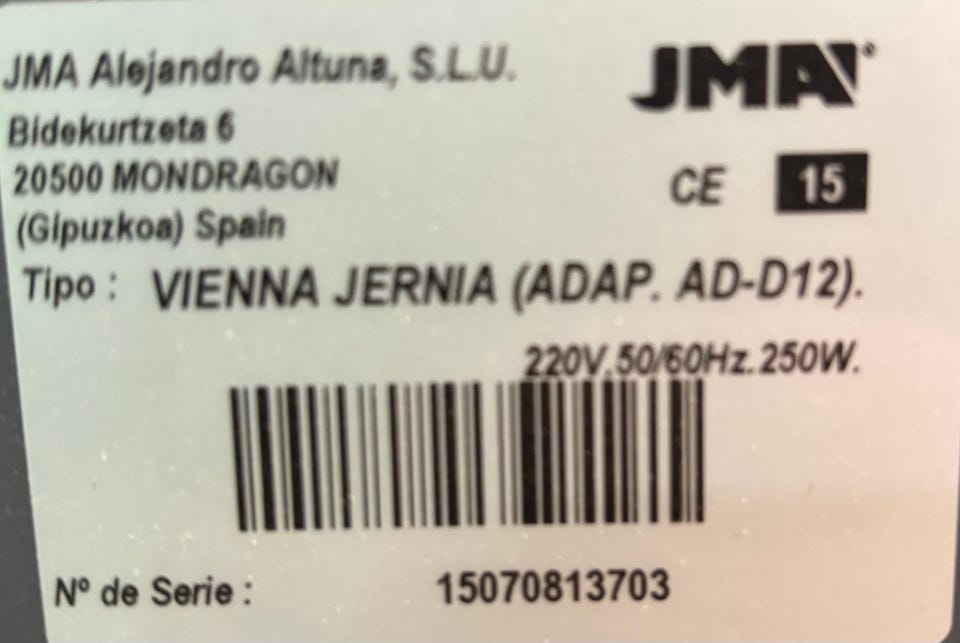 JMA Alejandro Altuna, S.L.U.
JMA®
Bidekurtzeta 6
20500 MONDRAGON
CE 15
(Gipuzkoa) Spain
Tipo : VIENNA JERNIA (ADAP. AD-D12).
220V.50/60Hz.250W.
Nº de Serie : 15070813703